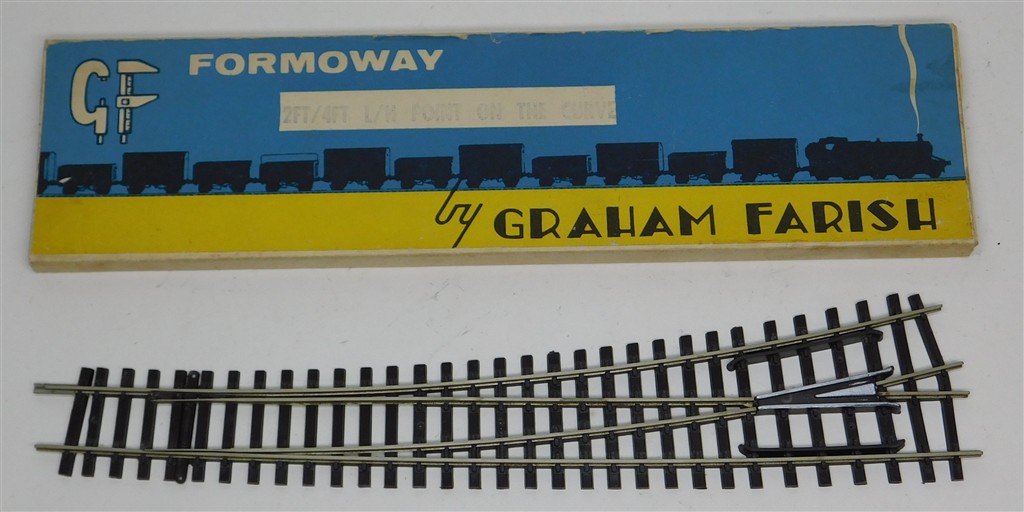 GF
FORMOWAY
2FT/4FT L/H POINT ON THE CURVE
by GRAHAM FARISH